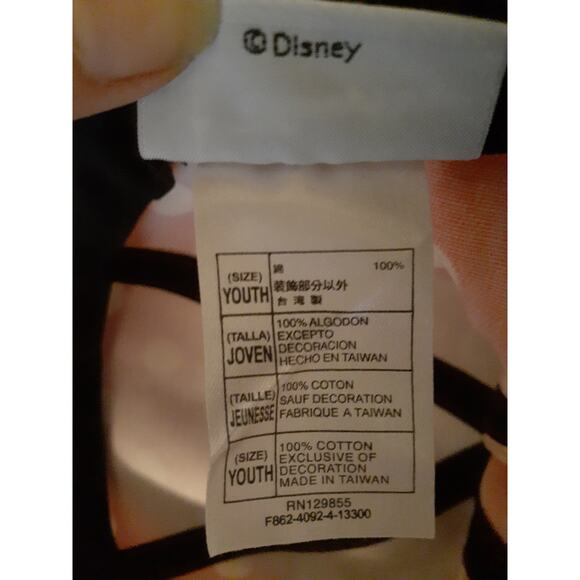 © Disney
(SIZE)
YOUTH
綿 100%
装飾部分以外
台湾製
(TALLA)
JOVEN
100% ALGODON
EXCEPTO
DECORACION
HECHO EN TAIWAN
(TAILLE)
JEUNESSE
100% COTON
SAUF DECORATION
FABRIQUE A TAIWAN
(SIZE)
YOUTH
100% COTTON
EXCLUSIVE OF
DECORATION
MADE IN TAIWAN
RN129855
F862-4092-4-13300